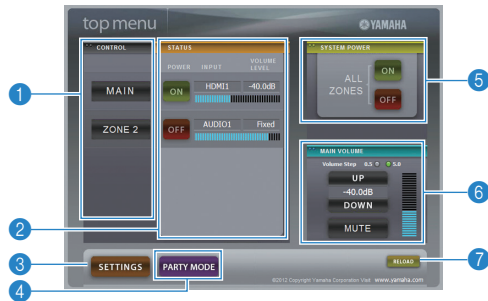 top menu
YAMAHA
CONTROL
STATUS
SYSTEM POWER
POWER INPUT VOLUME LEVEL
MAIN
ON HDMI1 -40.0dB
ALL ZONES
ON
OFF
ZONE 2
OFF AUDIO1 Fixed
MAIN VOLUME
Volume Step 0.5 5.0
UP
-40.0dB
DOWN
MUTE
SETTINGS
PARTY MODE
RELOAD
©2012 Copyright Yamaha Corporation Visit www.yamaha.com
1
2
3
4
5
6
7